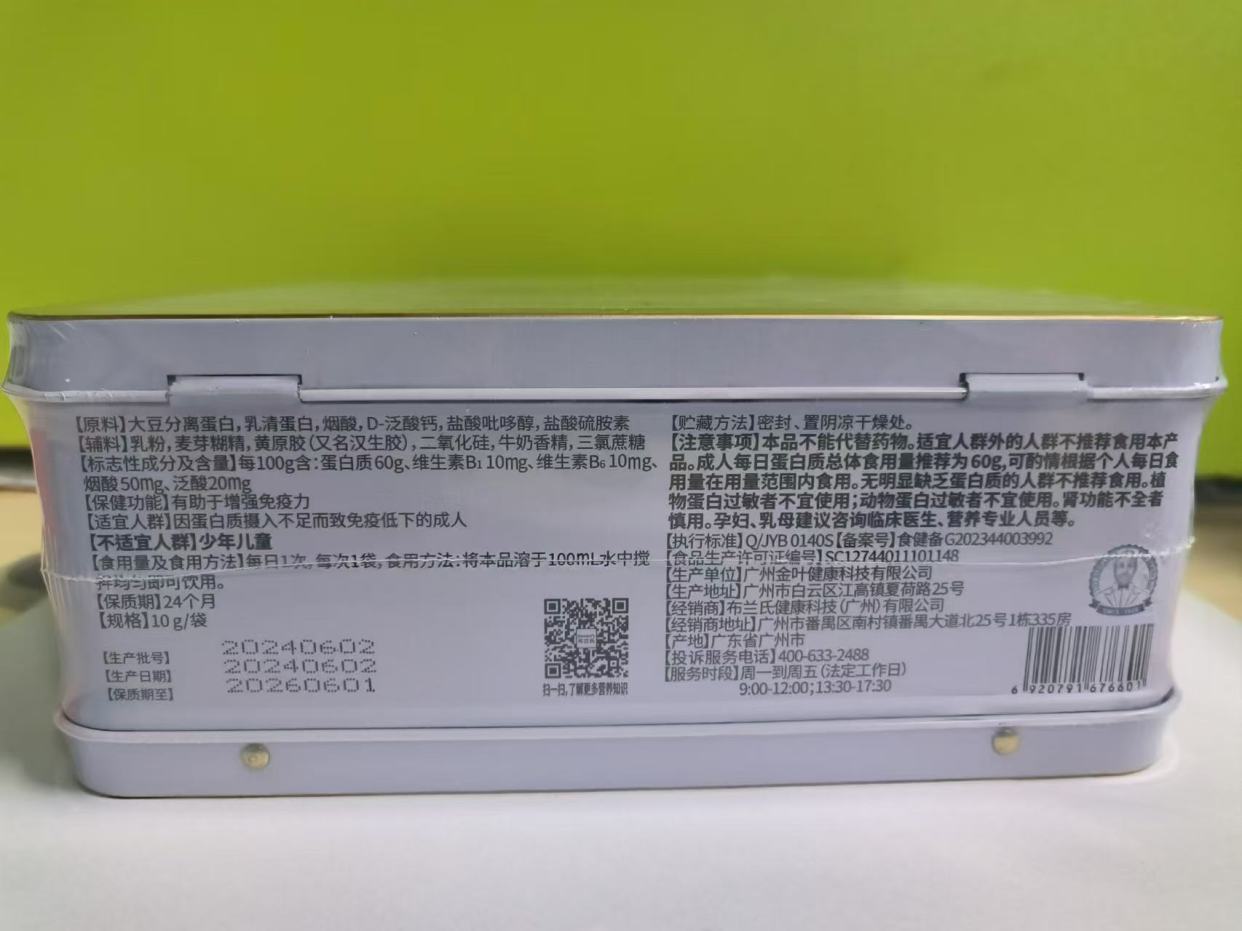 【原料】大豆分离蛋白,乳清蛋白,烟酸,D-泛酸钙,盐酸吡哆醇,盐酸硫胺素
【辅料】乳粉,麦芽糊精,黄原胶(又名汉生胶),二氧化硅,牛奶香精,三氯蔗糖
【标志性成分及含量】每100g含:蛋白质60g、维生素B₁10mg、维生素B₆10mg、
烟酸50mg、泛酸20mg
【保健功能】有助于增强免疫力
【适宜人群】因蛋白质摄入不足而致免疫低下的成人
【不适宜人群】少年儿童
【食用量及食用方法】每日1次,每次1袋,食用方法:将本品溶于100mL水中搅
拌均匀即可饮用。
【保质期】24个月
【规格】10g/袋
【生产批号】 20240602
【生产日期】 20240602
【保质期至】 20260601
扫一扫,了解更多营养知识
【贮藏方法】密封、置阴凉干燥处。
【注意事项】本品不能代替药物。适宜人群外的人群不推荐食用本产
品。成人每日蛋白质总体食用量推荐为60g,可酌情根据个人每日食
用量在用量范围内食用。无明显缺乏蛋白质的人群不推荐食用。植
物蛋白过敏者不宜使用;动物蛋白过敏者不宜使用。肾功能不全者
慎用。孕妇、乳母建议咨询临床医生、营养专业人员等。
【执行标准】Q/JYB 0140S【备案号】食健备G202344003992
【食品生产许可证编号】SC12744011101148
【生产单位】广州金叶健康科技有限公司
【生产地址】广州市白云区江高镇夏荷路25号
【经销商】布兰氏健康科技(广州)有限公司
【经销商地址】广州市番禺区南村镇番禺大道北25号1栋335房
【产地】广东省广州市
【投诉服务电话】400-633-2488
【服务时段】周一到周五(法定工作日)
9:00-12:00;13:30-17:30
6 920791 676601